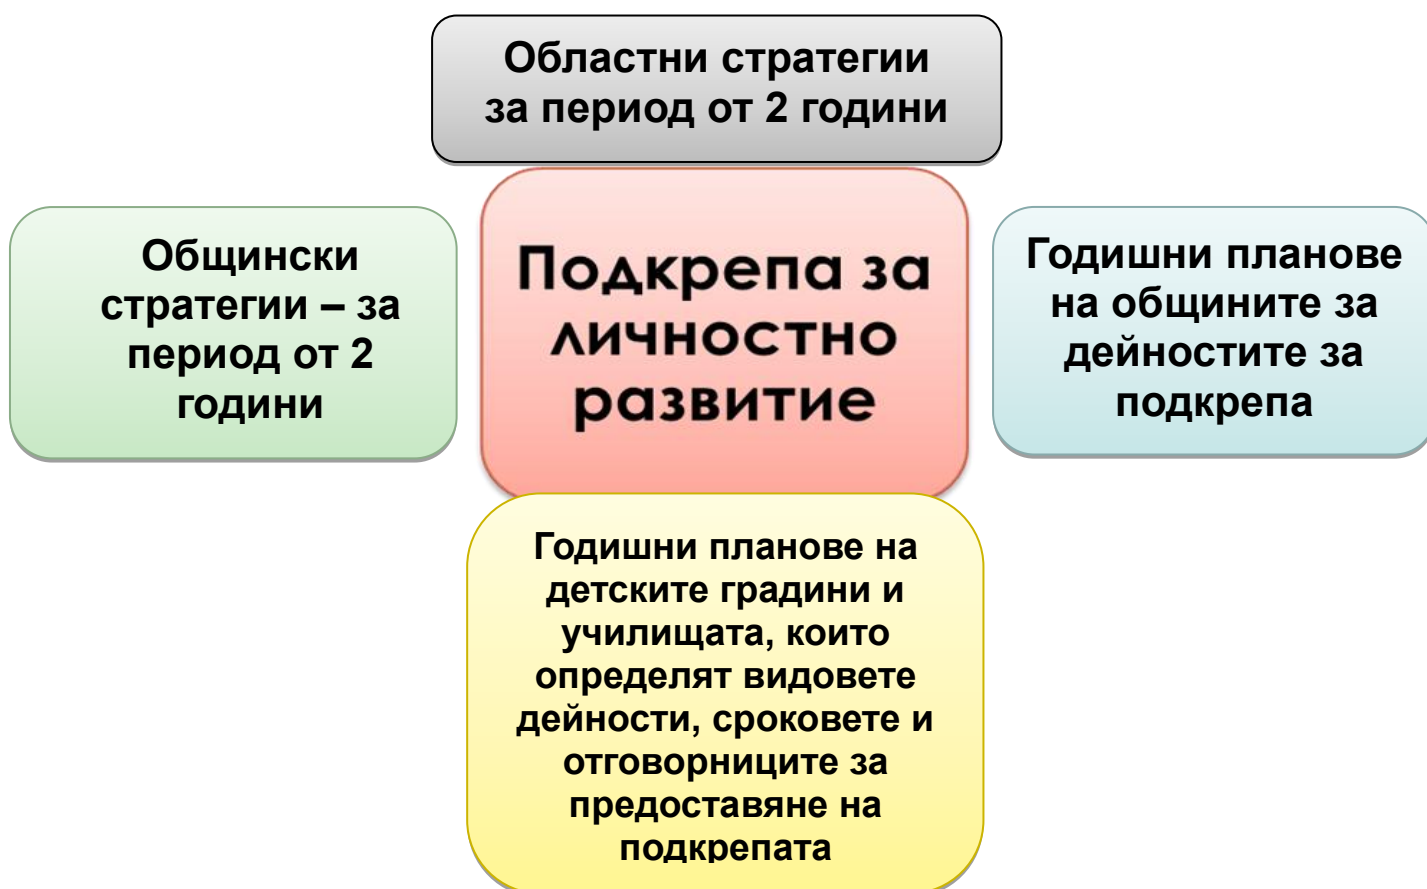 Областни стратегии
за период от 2 години
Общински
стратегии – за
период от 2
години
Подкрепа за
личностно
развитие
Годишни планове
на общините за
дейностите за
подкрепа
Годишни планове на
детските градини и
училищата, които
определят видовете
дейности, сроковете и
отговорниците за
предоставяне на
подкрепата